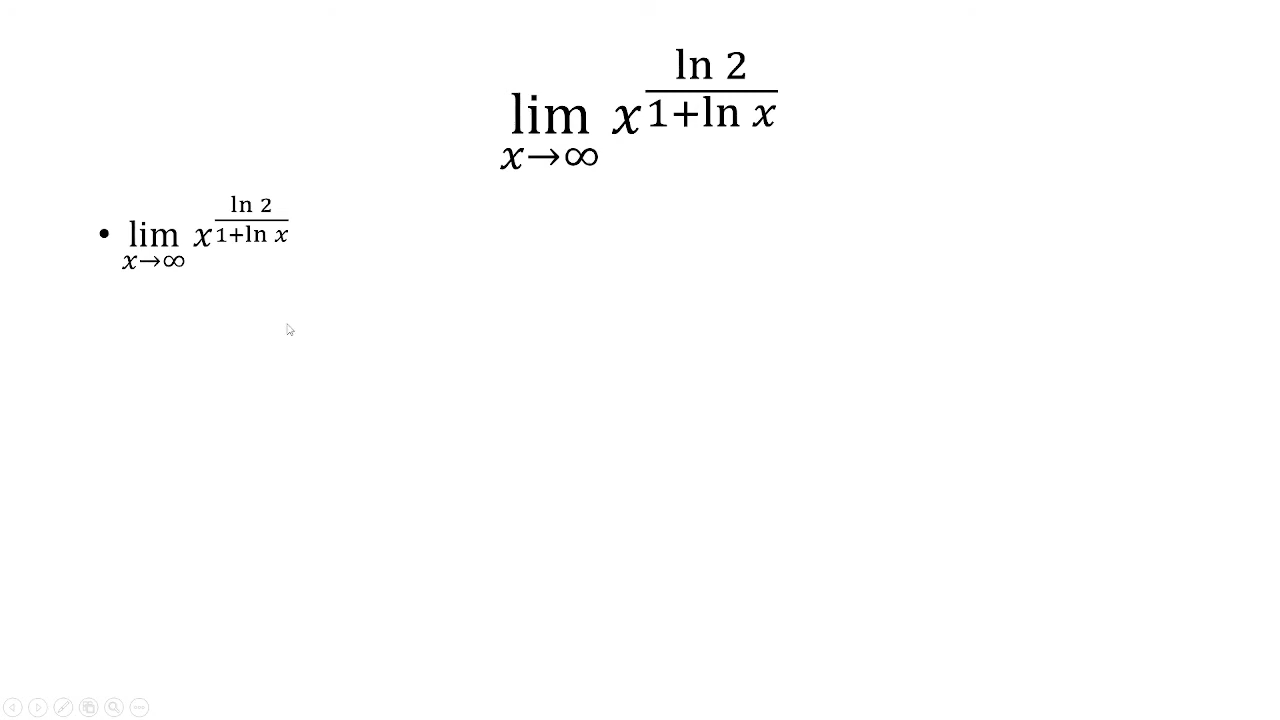 lim x→∞ x^(ln 2/(1+ln x))
• lim x→∞ x^(ln 2/(1+ln x))